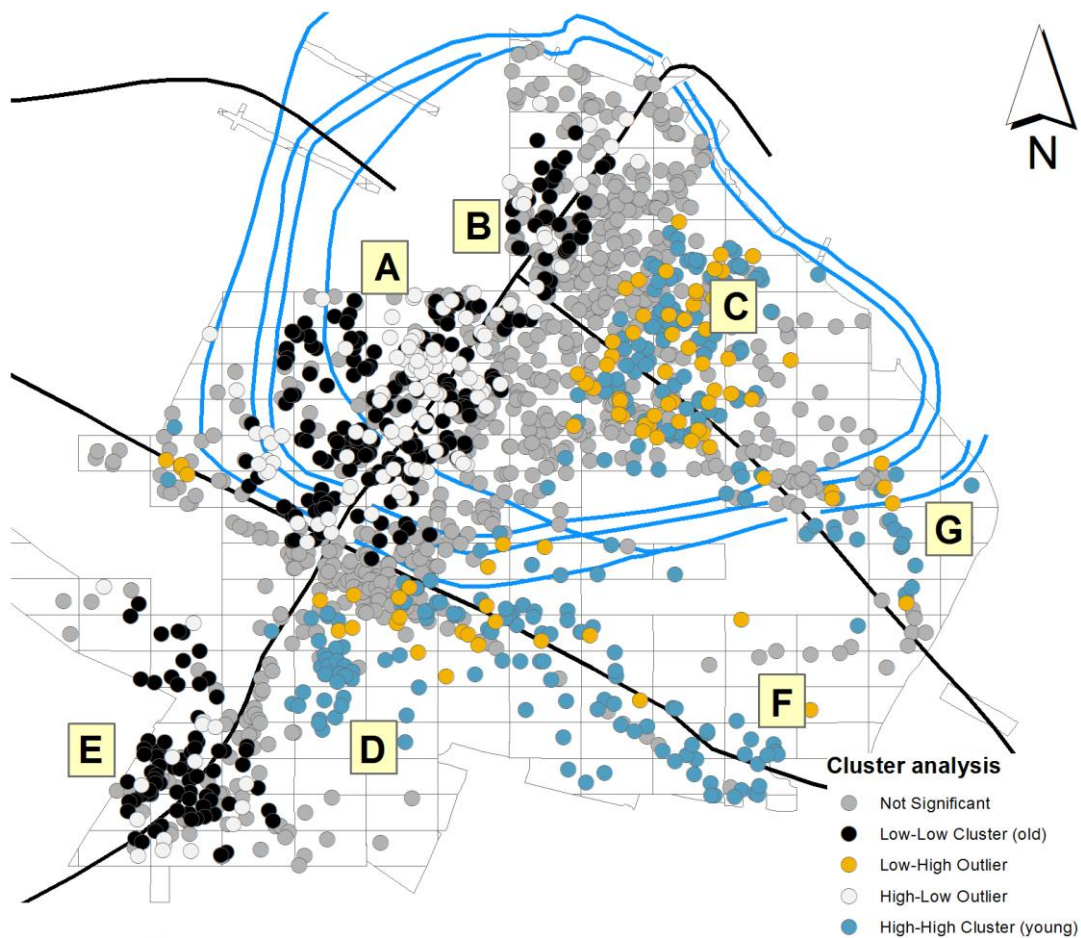 N
B
A
C
G
F
E
D
Cluster analysis
Not Significant
Low-Low Cluster (old)
Low-High Outlier
High-Low Outlier
High-High Cluster (young)